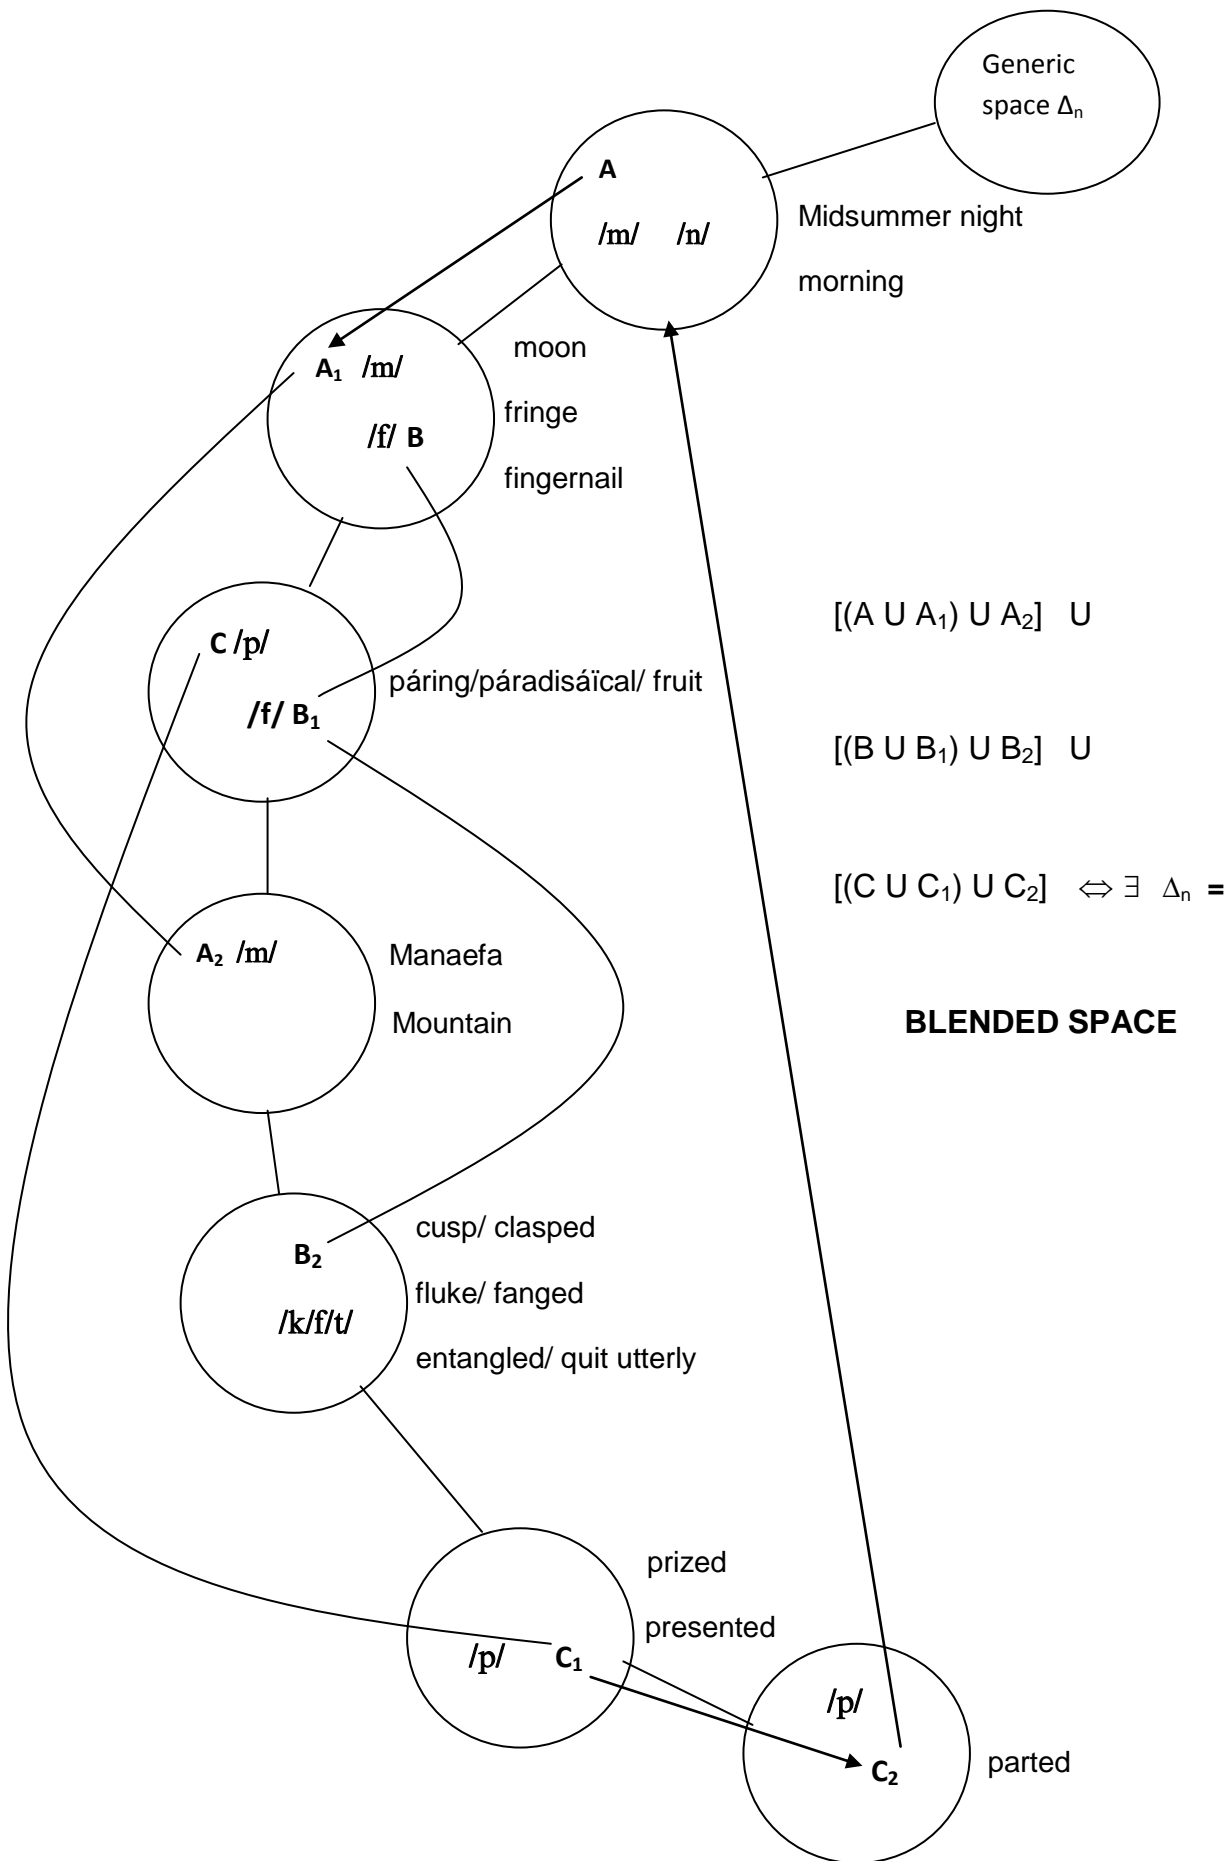 Generic
space Δn
A
/m/ /n/
Midsummer night
morning
A1 /m/
/f/ B
moon
fringe
fingernail
C /p/
/f/ B1
páring/páradisáïcal/ fruit
[(A U A1) U A2] U
[(B U B1) U B2] U
[(C U C1) U C2] ⇔ ∃ Δn =
BLENDED SPACE
A2 /m/
Manaefa
Mountain
B2
/k/f/t/
cusp/ clasped
fluke/ fanged
entangled/ quit utterly
prized
presented
/p/ C1
/p/
C2
parted